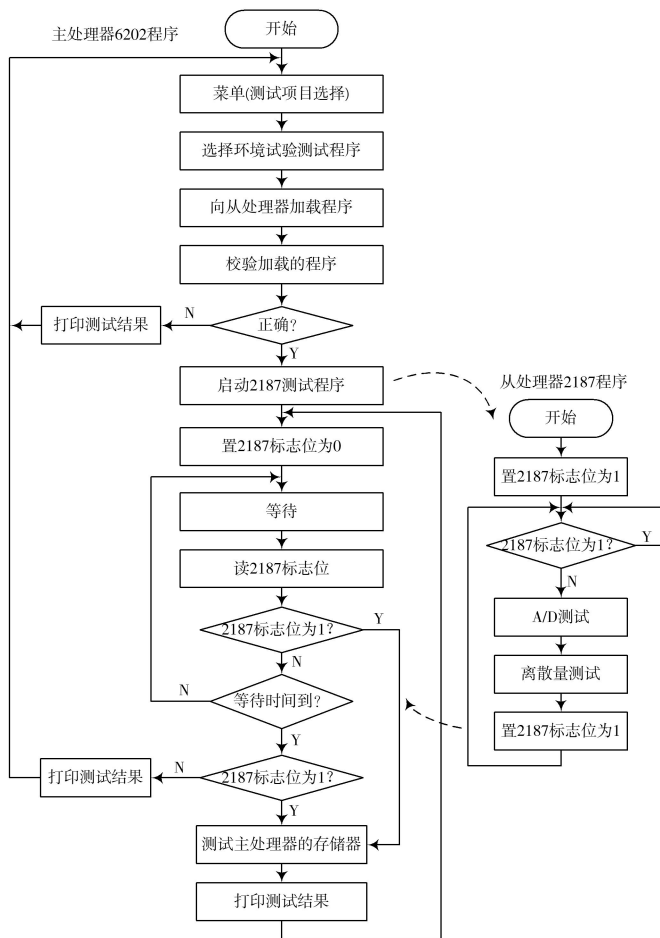 主处理器6202程序
开始
菜单(测试项目选择)
选择环境试验测试程序
向从处理器加载程序
校验加载的程序
正确?
N
打印测试结果
Y
启动2187测试程序
置2187标志位为0
等待
读2187标志位
2187标志位为1?
Y
N
等待时间到?
N
Y
2187标志位为1?
N
打印测试结果
Y
测试主处理器的存储器
打印测试结果
从处理器2187程序
开始
置2187标志位为1
2187标志位为1?
Y
N
A/D测试
离散量测试
置2187标志位为1